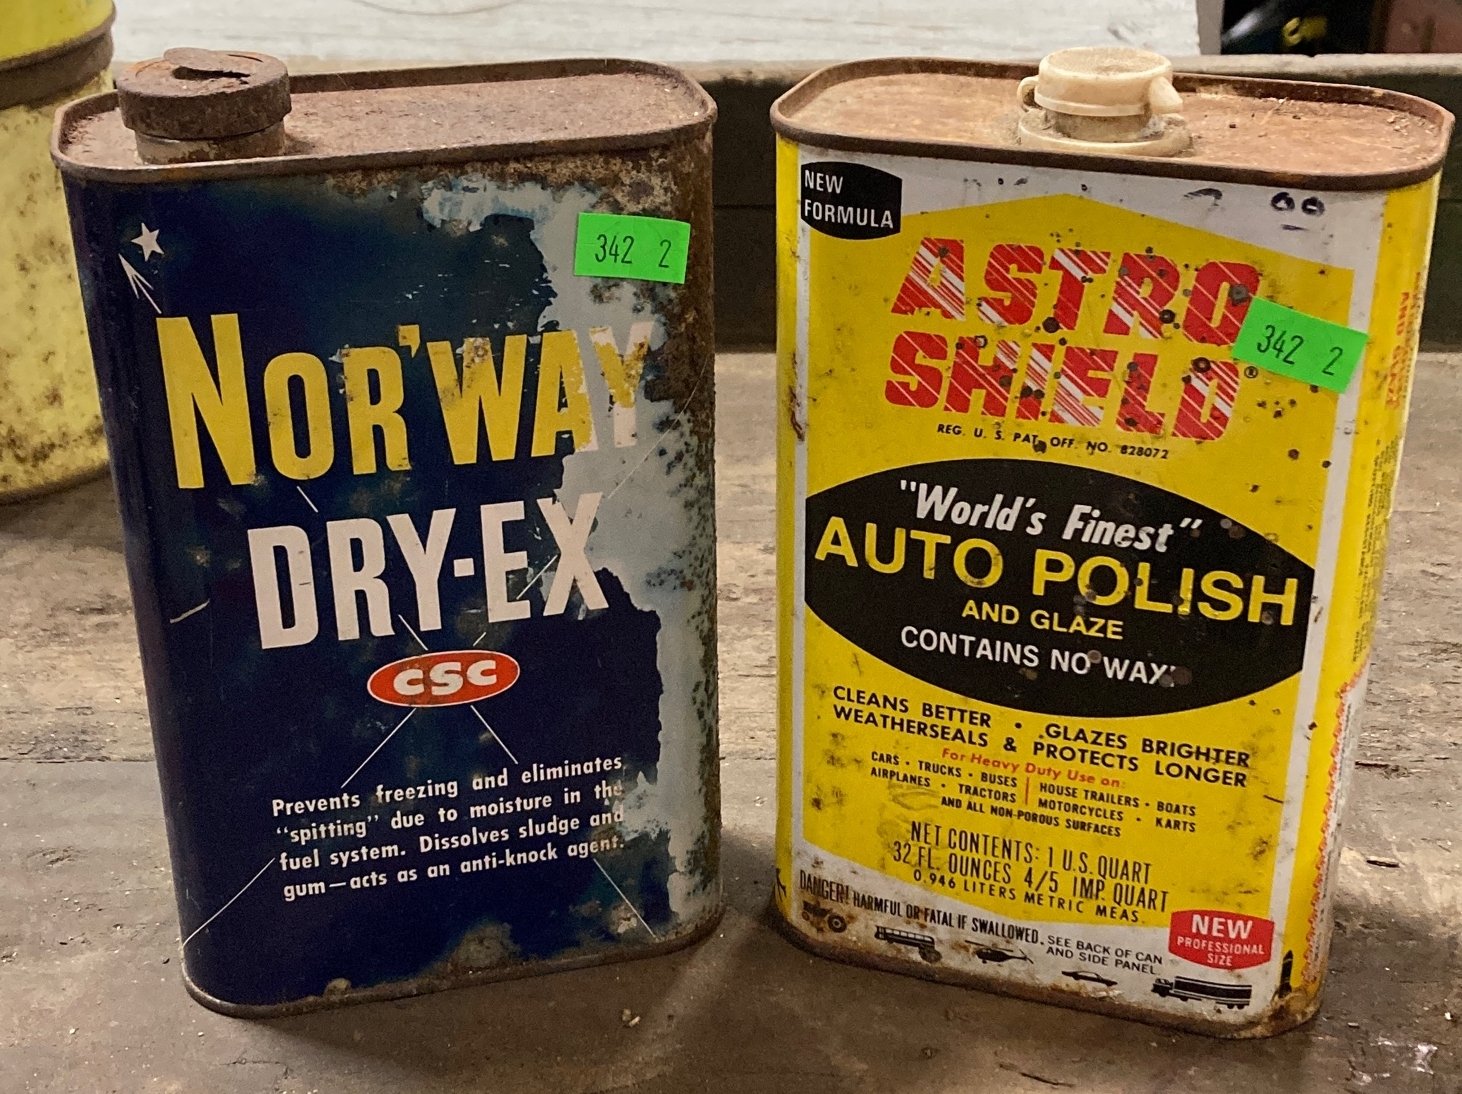 342 2
NOR'WAY
DRY-EX
CSC
Prevents freezing and eliminates
"spitting" due to moisture in the
fuel system. Dissolves sludge and
gum—acts as an anti-knock agent.
NEW
FORMULA
ASTRO
SHIELD®
342 2
REG. U. S. PAT. OFF. NO. 828072
"World's Finest"
AUTO POLISH
AND GLAZE
CONTAINS NO WAX
CLEANS BETTER • GLAZES BRIGHTER
WEATHERSEALS & PROTECTS LONGER
For Heavy Duty Use on:
CARS • TRUCKS • BUSES
AIRPLANES • TRACTORS
HOUSE TRAILERS • BOATS
MOTORCYCLES • KARTS
AND ALL NON-POROUS SURFACES
NET CONTENTS: 1 U.S. QUART
32 FL. OUNCES 4/5 IMP. QUART
0.946 LITERS METRIC MEAS.
DANGER! HARMFUL OR FATAL IF SWALLOWED.
SEE BACK OF CAN
AND SIDE PANEL.
NEW
PROFESSIONAL
SIZE